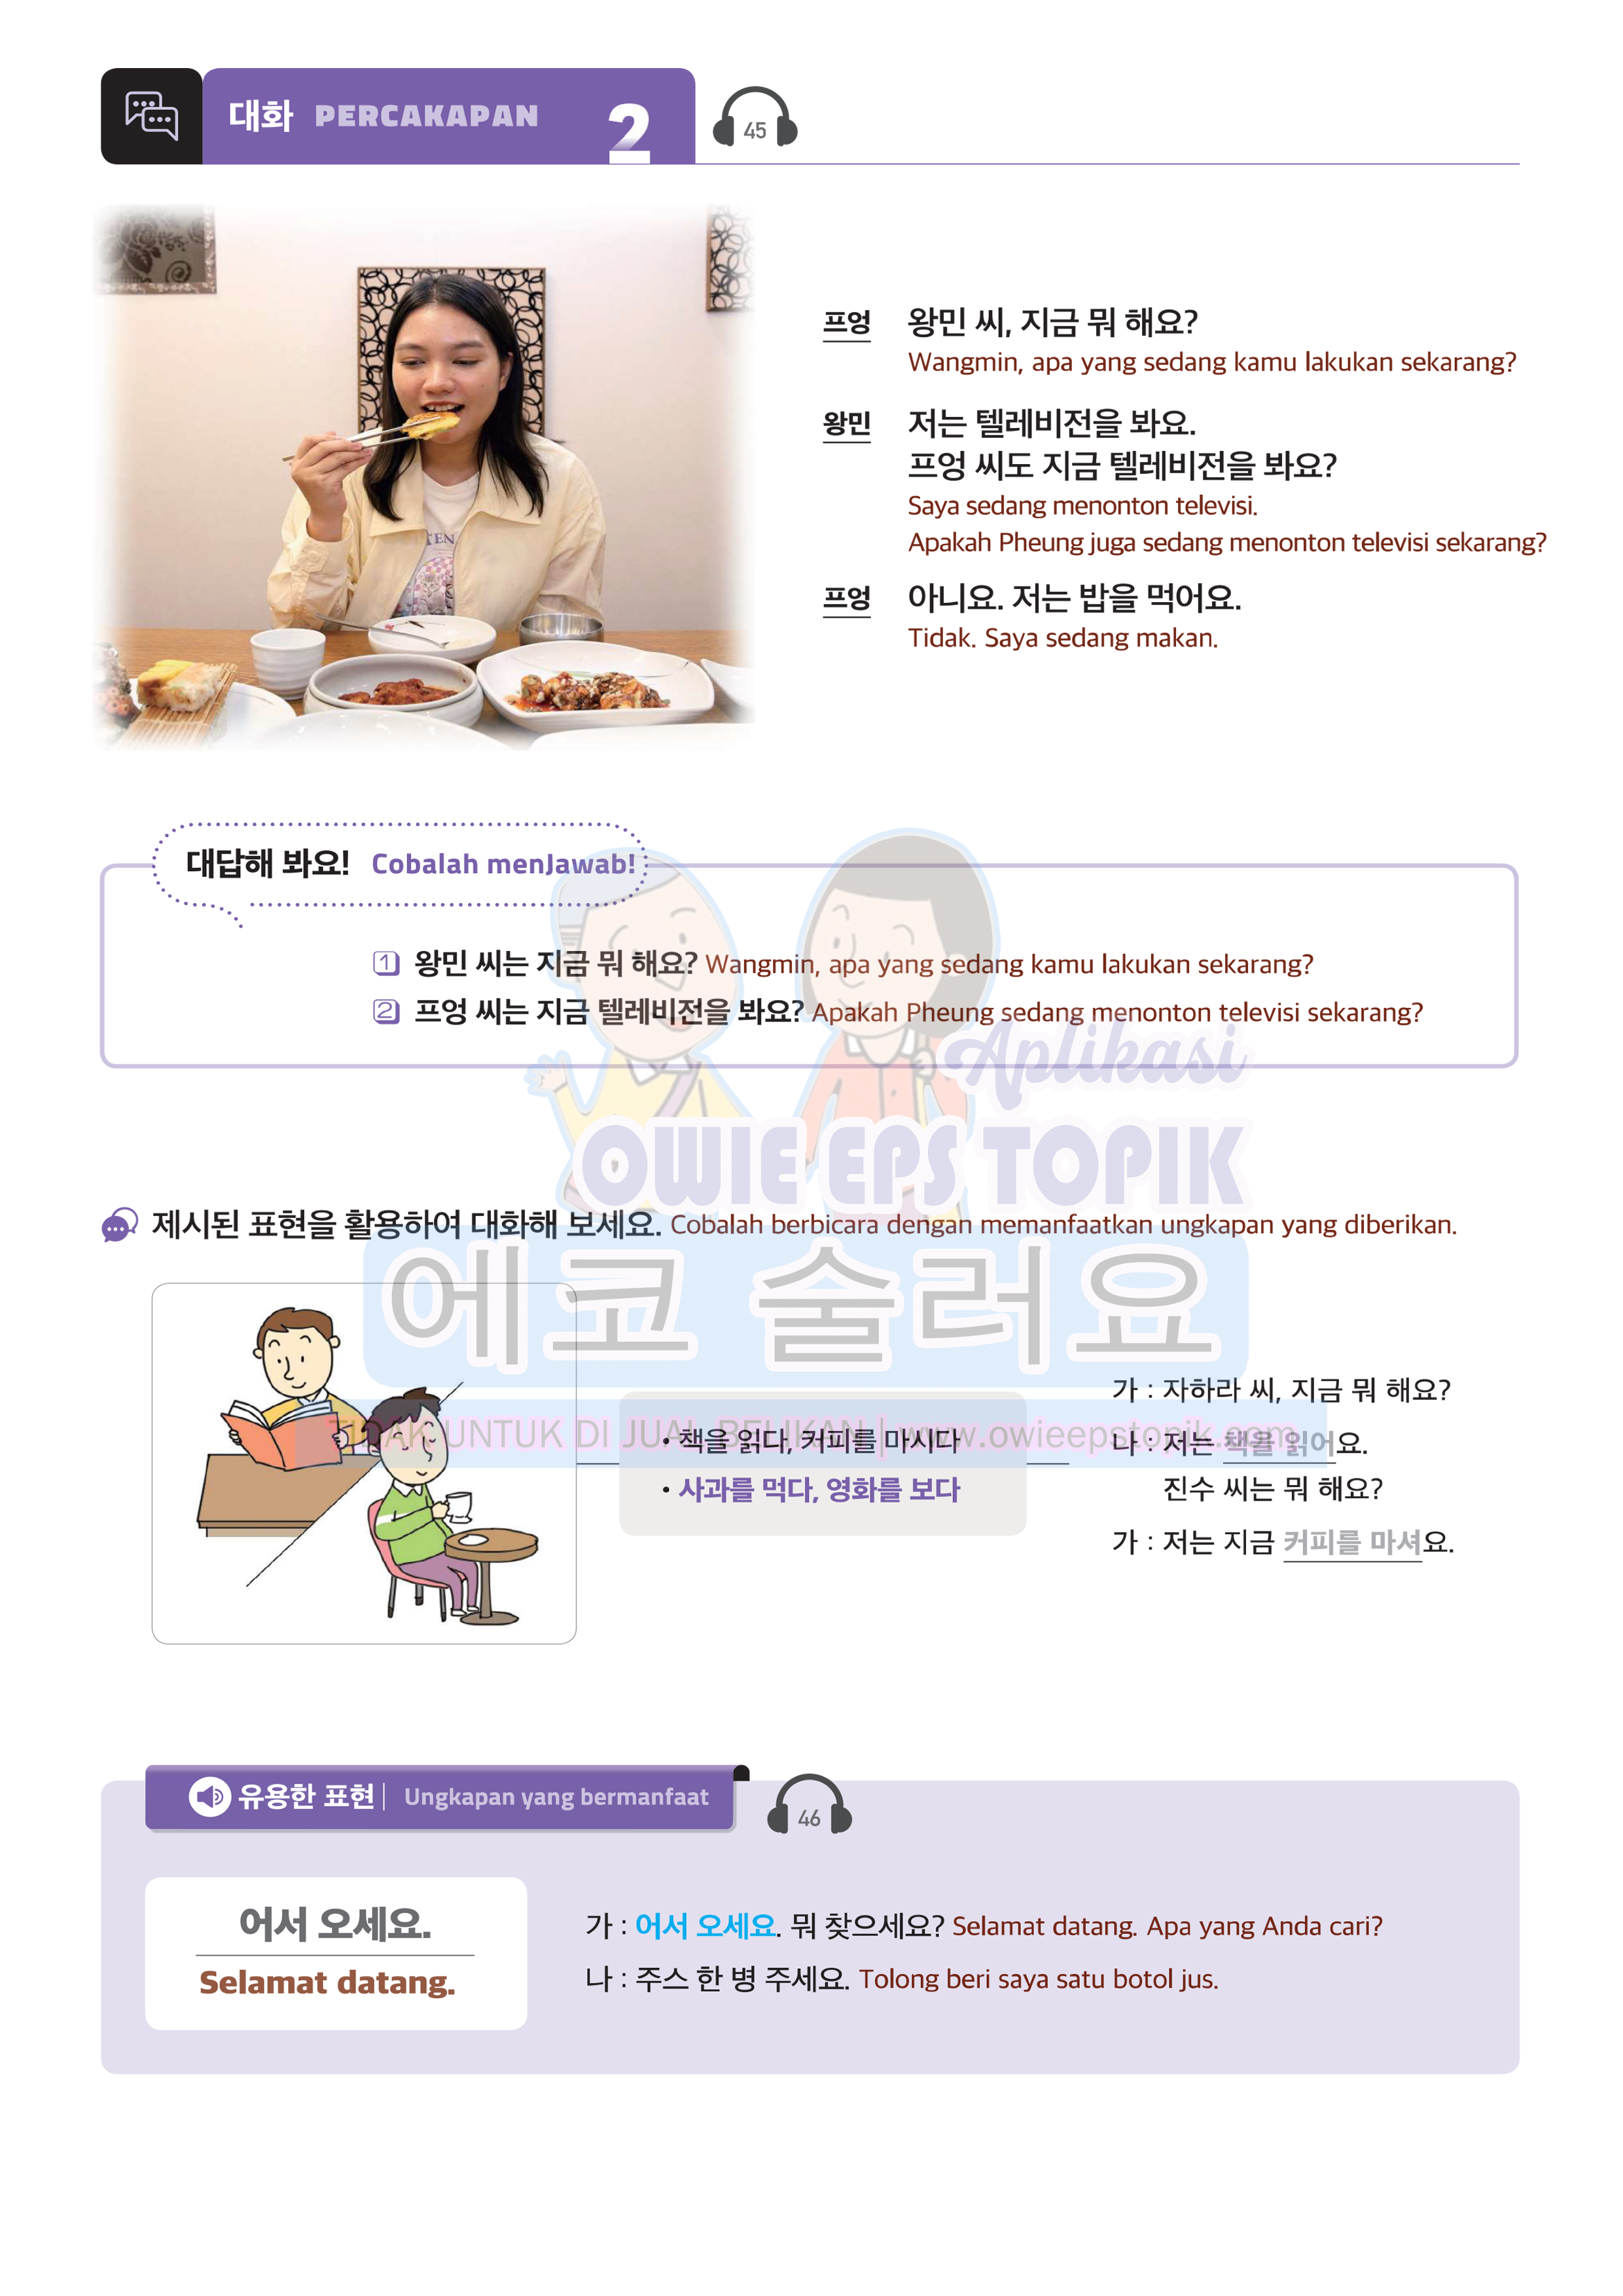 대화 PERCAKAPAN 2
45
프엉 왕민 씨, 지금 뭐 해요?
Wangmin, apa yang sedang kamu lakukan sekarang?
왕민 저는 텔레비전을 봐요.
프엉 씨도 지금 텔레비전을 봐요?
Saya sedang menonton televisi.
Apakah Pheung juga sedang menonton televisi sekarang?
프엉 아니요. 저는 밥을 먹어요.
Tidak. Saya sedang makan.
대답해 봐요! Cobalah menJawab!
1 왕민 씨는 지금 뭐 해요? Wangmin, apa yang sedang kamu lakukan sekarang?
2 프엉 씨는 지금 텔레비전을 봐요? Apakah Pheung sedang menonton televisi sekarang?
Aplikasi
OWIE EPS TOPIK
제시된 표현을 활용하여 대화해 보세요. Cobalah berbicara dengan memanfaatkan ungkapan yang diberikan.
에코 술러요
TIDAK UNTUK DI JUAL BELIKAN | www.owieepstopik.com
• 책을 읽다, 커피를 마시다
• 사과를 먹다, 영화를 보다
가 : 자하라 씨, 지금 뭐 해요?
나 : 저는 책을 읽어요.
진수 씨는 뭐 해요?
가 : 저는 지금 커피를 마셔요.
유용한 표현 | Ungkapan yang bermanfaat
46
어서 오세요.
Selamat datang.
가 : 어서 오세요. 뭐 찾으세요? Selamat datang. Apa yang Anda cari?
나 : 주스 한 병 주세요. Tolong beri saya satu botol jus.